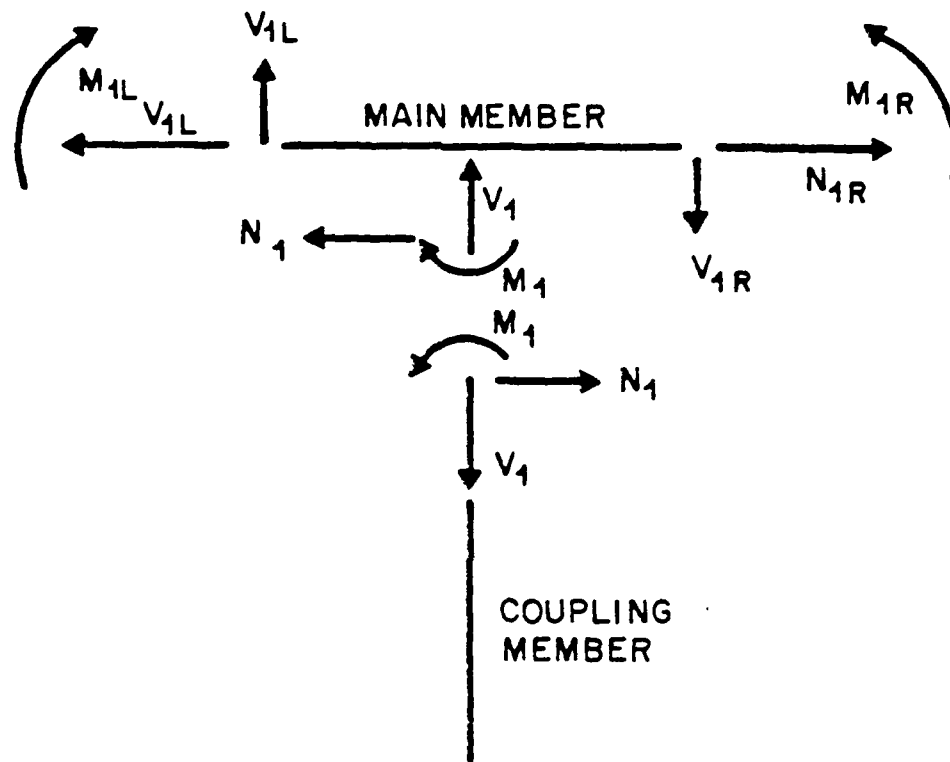 V1L
M1L
V1L
MAIN MEMBER
M1R
N1R
V1
N1
V1R
M1
M1
N1
V1
COUPLING
MEMBER